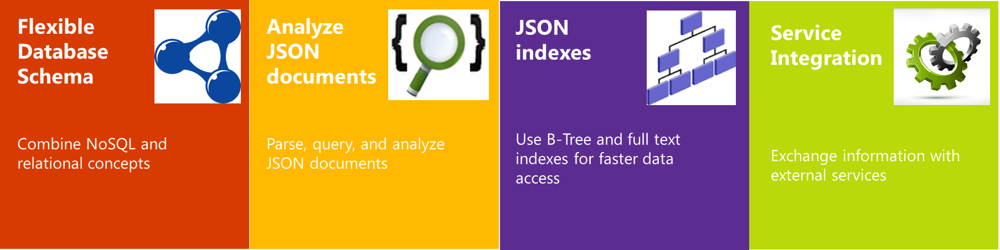 Flexible
Database
Schema
Combine NoSQL and
relational concepts
Analyze
JSON
documents
Parse, query, and analyze
JSON documents
JSON
indexes
Use B-Tree and full text
indexes for faster data
access
Service
Integration
Exchange information with
external services